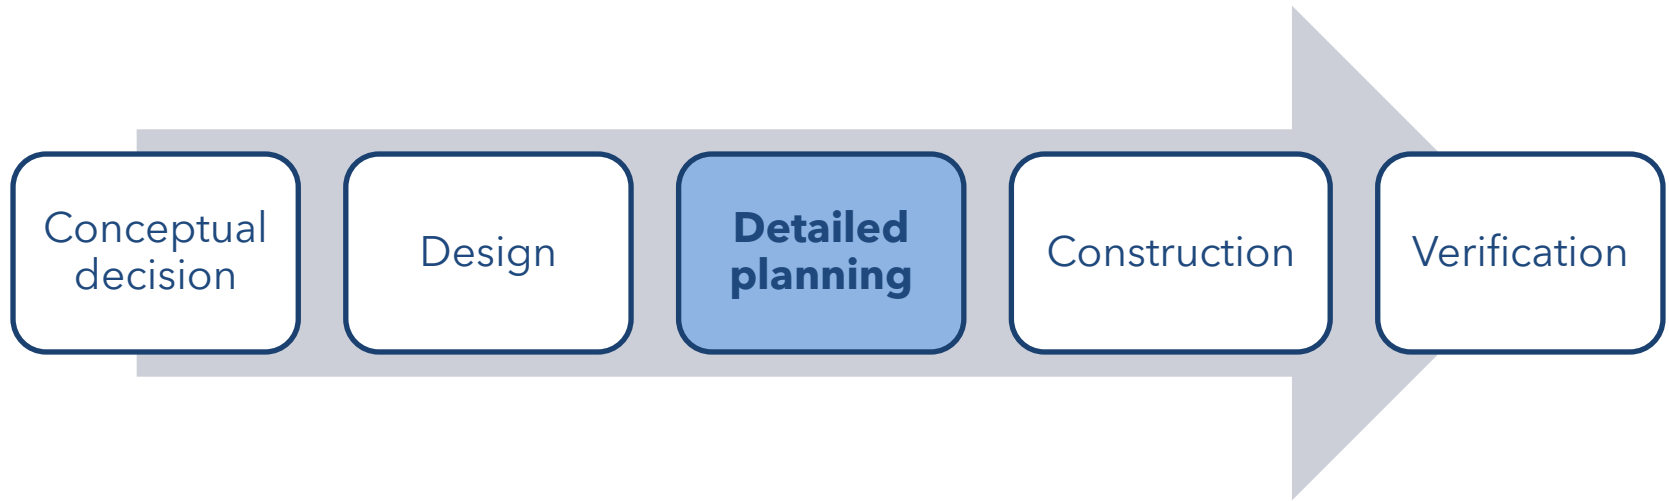 Conceptual
decision
Design
Detailed
planning
Construction
Verification